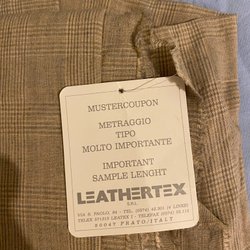 MUSTERCOUPON
METRAGGIO
TIPO
MOLTO IMPORTANTE
IMPORTANT
SAMPLE LENGHT
LEATHERTEX
S.R.L.
50047 PRATO/ITALY